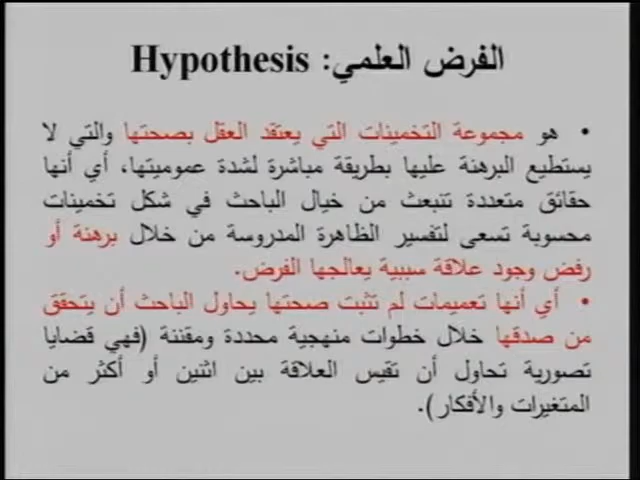 الفرض العلمي: Hypothesis
• هو مجموعة التخمينات التي يعتقد العقل بصحتها والتي لا
يستطيع البرهنة عليها بطريقة مباشرة لشدة عموميتها، أي أنها
حقائق متعددة تنبعث من خيال الباحث في شكل تخمينات
محسوبة تسعى لتفسير الظاهرة المدروسة من خلال برهنة أو
رفض وجود علاقة سببية يعالجها الفرض.
• أي أنها تعميمات لم تثبت صحتها يحاول الباحث أن يتحقق
من صدقها خلال خطوات منهجية محددة ومقننة (فهي قضايا
تصورية تحاول أن تقيس العلاقة بين اثنين أو أكثر من
المتغيرات والأفكار).